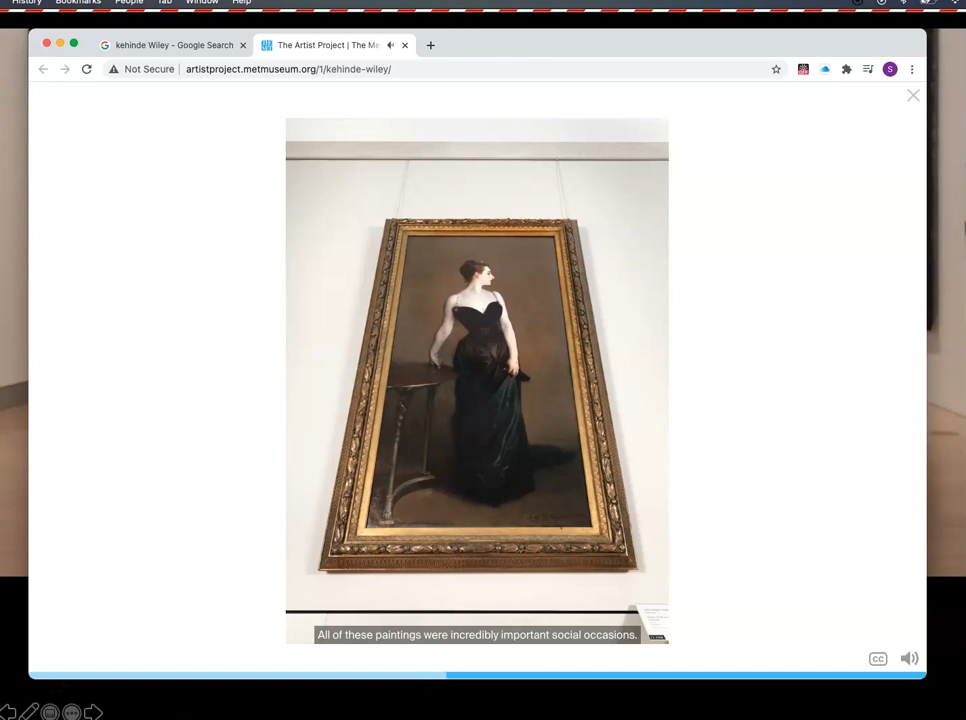 History Bookmarks People Tab Window Help
kehinde Wiley - Google Search
The Artist Project | The Me
Not Secure
artistproject.metmuseum.org/1/kehinde-wiley/
OFF
S
All of these paintings were incredibly important social occasions.
CC